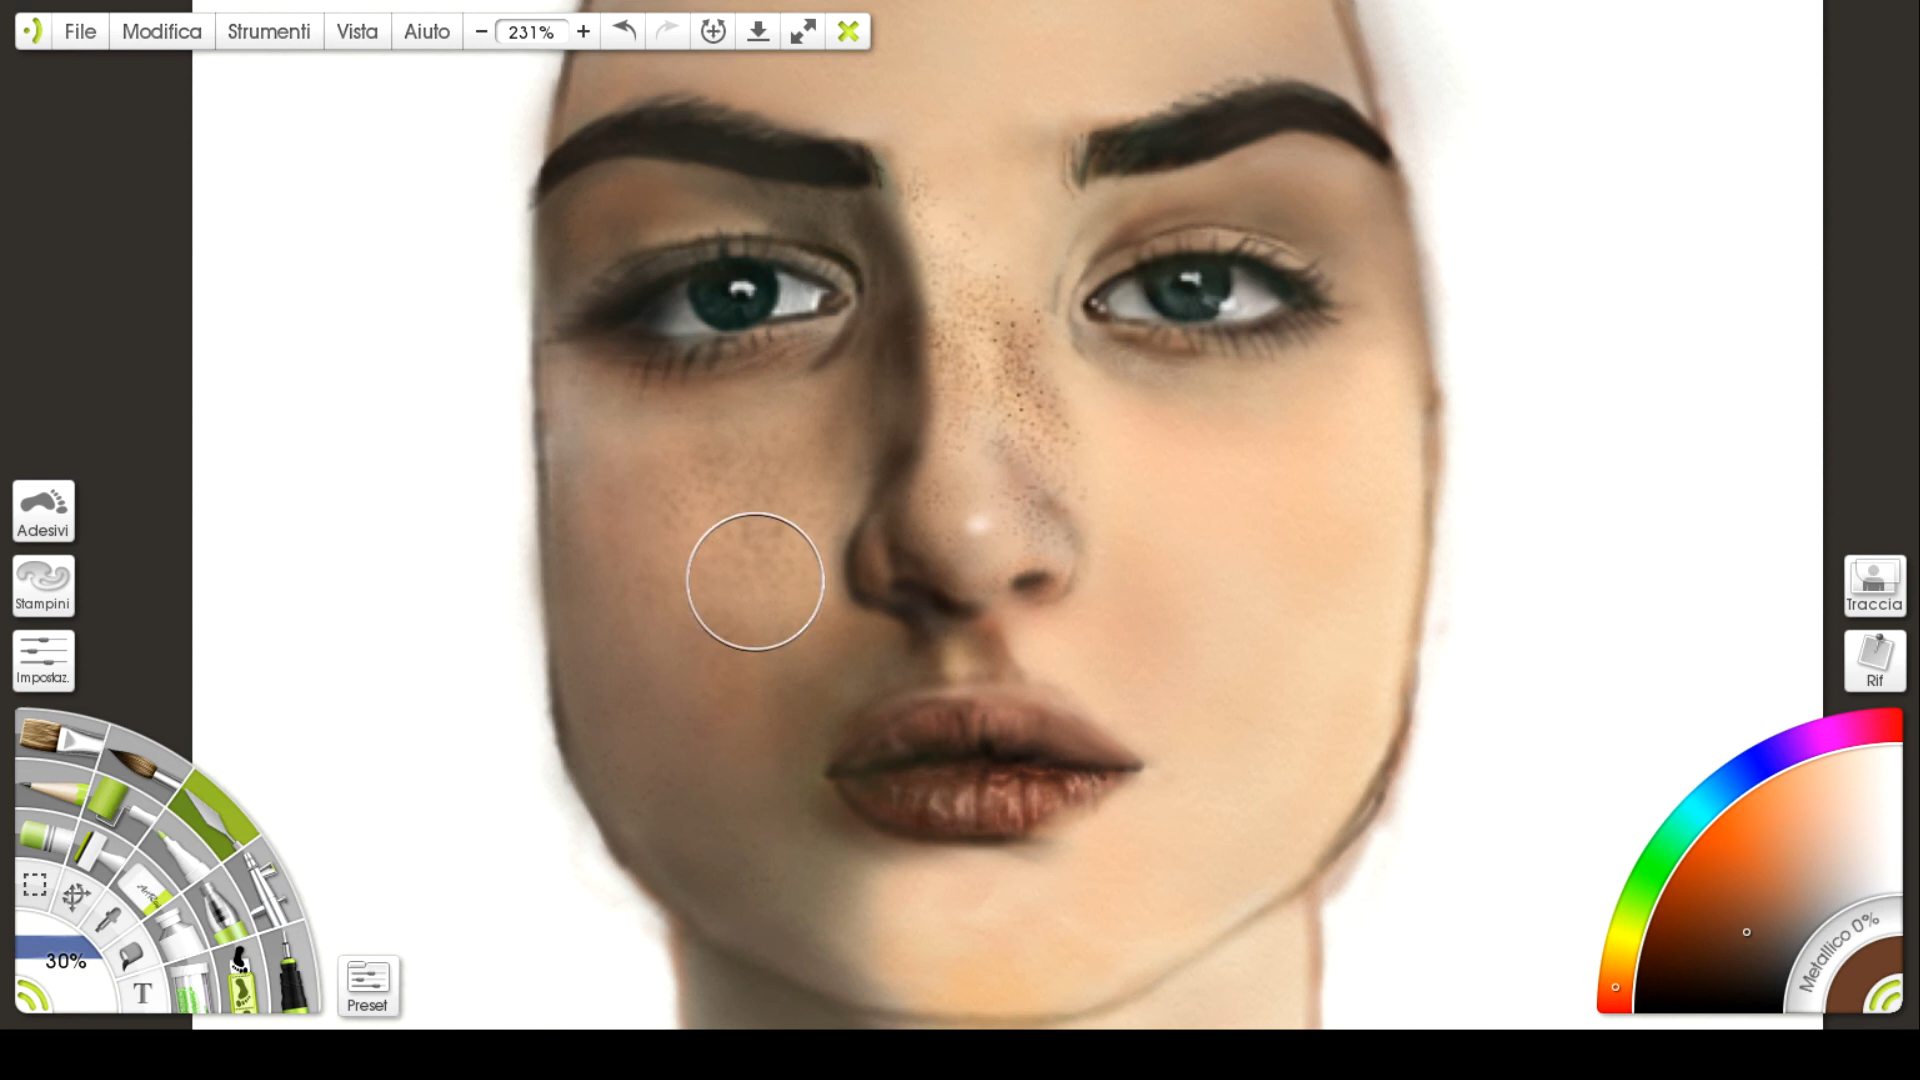 File Modifica Strumenti Vista Aiuto − 231% +
Adesivi
Stampini
Impostaz.
Traccia
Rif
30%
T
Preset
Metallico 0%